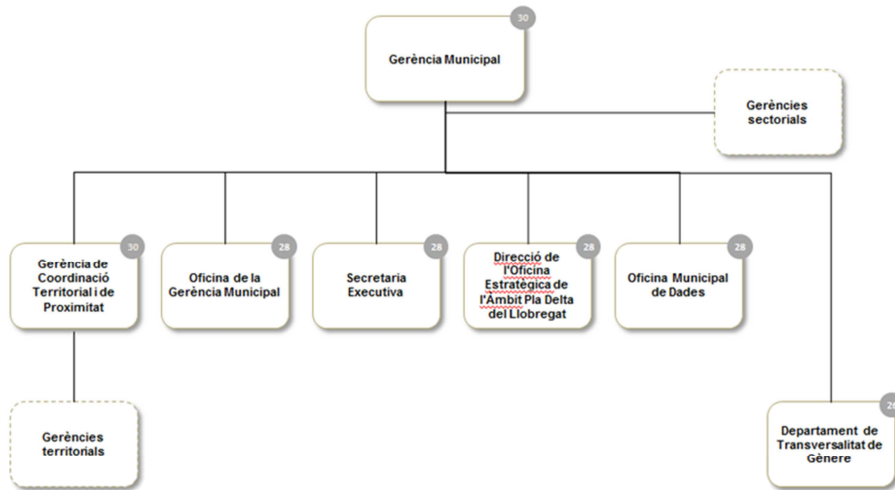 30
Gerència Municipal
Gerències
sectorials
30
Gerència de
Coordinació
Territorial i de
Proximitat
28
Oficina de la
Gerència Municipal
28
Secretaria
Executiva
28
Direcció de
l'Oficina
Estratègica de
l'Àmbit Pla Delta
del Llobregat
28
Oficina Municipal
de Dades
Gerències
territorials
Departament de
Transversalitat de
Gènere